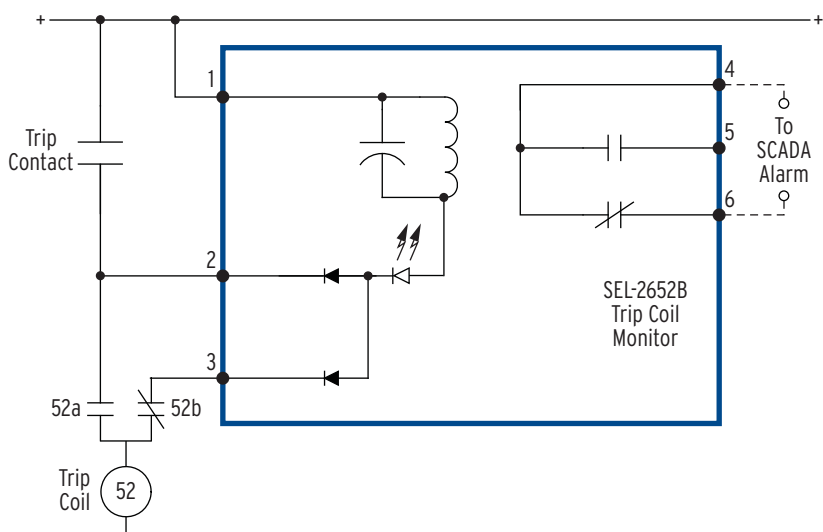 +
+
1
4
To
SCADA
Alarm
Trip
Contact
5
6
2
SEL-2652B
Trip Coil
Monitor
3
52a
52b
Trip
Coil
52